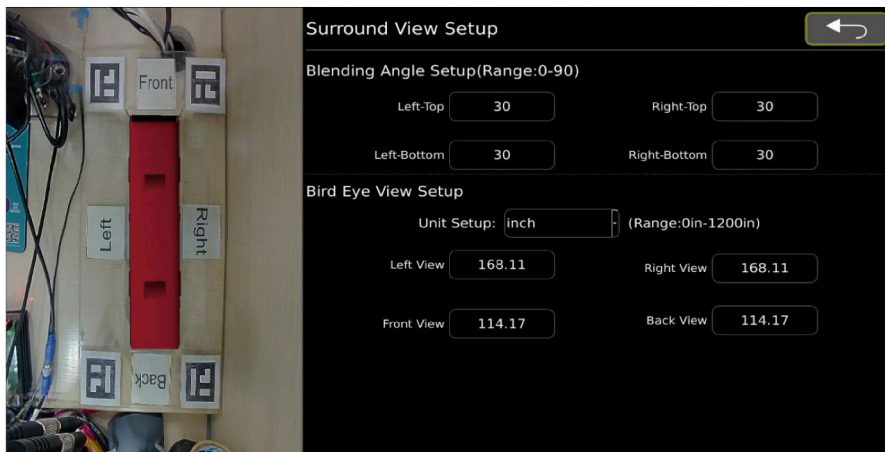 Front
Left
Right
Back
Surround View Setup
Blending Angle Setup(Range:0-90)
Left-Top 30 Right-Top 30
Left-Bottom 30 Right-Bottom 30
Bird Eye View Setup
Unit Setup: inch (Range:0in-1200in)
Left View 168.11 Right View 168.11
Front View 114.17 Back View 114.17